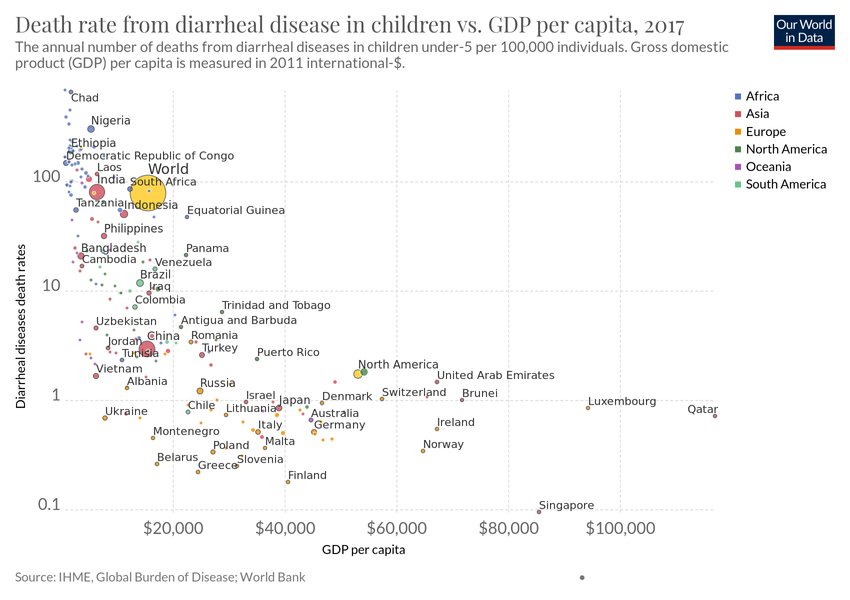 Death rate from diarrheal disease in children vs. GDP per capita, 2017
The annual number of deaths from diarrheal diseases in children under-5 per 100,000 individuals. Gross domestic
product (GDP) per capita is measured in 2011 international-$.
Our World
in Data
Africa
Asia
Europe
North America
Oceania
South America
Diarrheal diseases death rates
100
10
1
0.1
Chad
Nigeria
Ethiopia
Democratic Republic of Congo
Laos
World
India
South Africa
Tanzania
Indonesia
Equatorial Guinea
Philippines
Bangladesh
Panama
Cambodia
Venezuela
Brazil
Iraq
Colombia
Trinidad and Tobago
Uzbekistan
Antigua and Barbuda
China
Romania
Jordan
Turkey
Tunisia
Puerto Rico
Vietnam
North America
Albania
Russia
United Arab Emirates
Israel
Japan
Denmark
Switzerland
Brunei
Luxembourg
Qatar
Ukraine
Chile
Lithuania
Australia
Italy
Germany
Ireland
Montenegro
Poland
Malta
Norway
Belarus
Greece
Slovenia
Finland
Singapore
$20,000
$40,000
$60,000
$80,000
$100,000
GDP per capita
Source: IHME, Global Burden of Disease; World Bank